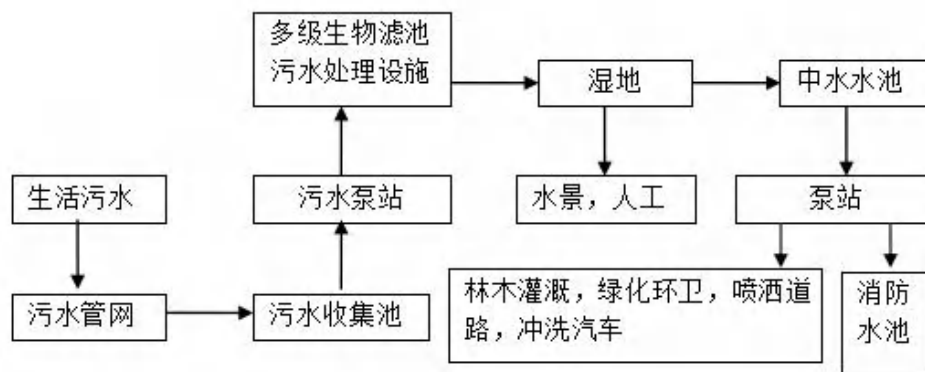 多级生物滤池
污水处理设施
湿地
中水水池
生活污水
污水泵站
水景，人工
泵站
污水管网
污水收集池
林木灌溉，绿化环卫，喷洒道
路，冲洗汽车
消防
水池